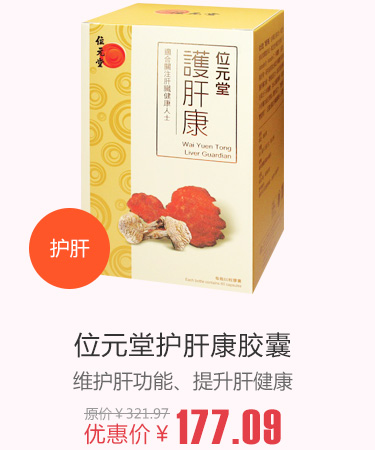 位元堂
位元堂
護肝康
適合關注肝臟健康人士
Wai Yuen Tong
Liver Guardian
护肝
位元堂护肝康胶囊
维护肝功能、提升肝健康
原价￥321.97
优惠价￥177.09